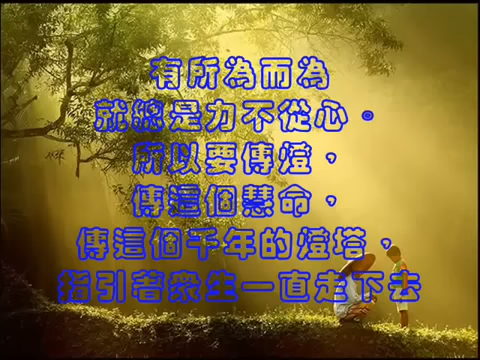 有所為而為
就總是力不從心。
所以要傳燈，
傳這個慧命，
傳這個千年的燈塔，
指引著眾生一直走下去